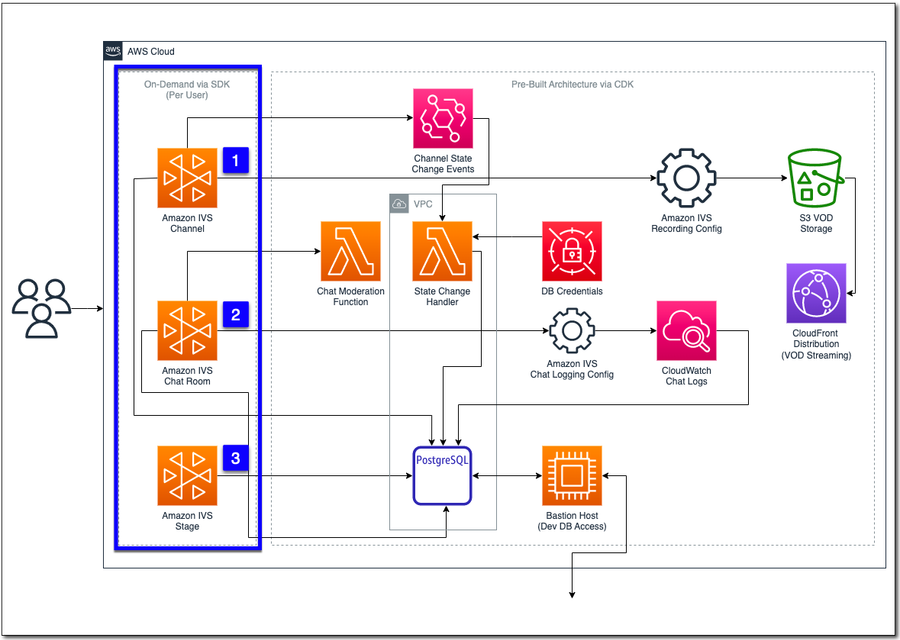 aws
AWS Cloud
On-Demand via SDK
(Per User)
Pre-Built Architecture via CDK
Channel State
Change Events
1
Amazon IVS
Channel
Amazon IVS
Recording Config
S3 VOD
Storage
VPC
Chat Moderation
Function
State Change
Handler
DB Credentials
2
Amazon IVS
Chat Room
Amazon IVS
Chat Logging Config
CloudWatch
Chat Logs
CloudFront
Distribution
(VOD Streaming)
3
Amazon IVS
Stage
PostgreSQL
Bastion Host
(Dev DB Access)